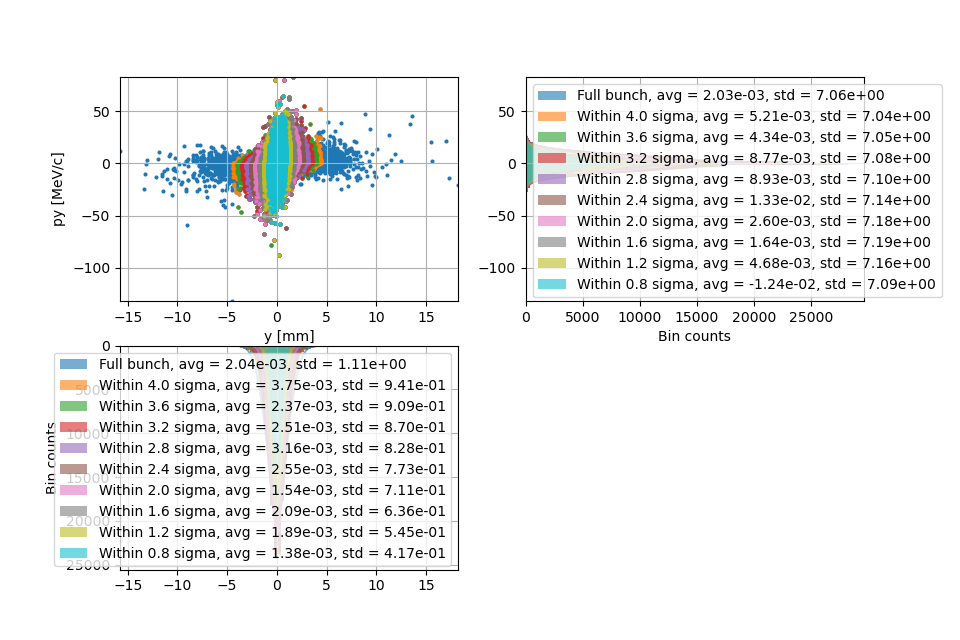 50
0
−50
−100
py [MeV/c]
−15 −10 −5 0 5 10 15
y [mm]
50
0
−50
−100
Full bunch, avg = 2.03e-03, std = 7.06e+00
Within 4.0 sigma, avg = 5.21e-03, std = 7.04e+00
Within 3.6 sigma, avg = 4.34e-03, std = 7.05e+00
Within 3.2 sigma, avg = 8.77e-03, std = 7.08e+00
Within 2.8 sigma, avg = 8.93e-03, std = 7.10e+00
Within 2.4 sigma, avg = 1.33e-02, std = 7.14e+00
Within 2.0 sigma, avg = 2.60e-03, std = 7.18e+00
Within 1.6 sigma, avg = 1.64e-03, std = 7.19e+00
Within 1.2 sigma, avg = 4.68e-03, std = 7.16e+00
Within 0.8 sigma, avg = -1.24e-02, std = 7.09e+00
0 5000 10000 15000 20000 25000
Bin counts
0
5000
10000
15000
20000
25000
Bin counts
Full bunch, avg = 2.04e-03, std = 1.11e+00
Within 4.0 sigma, avg = 3.75e-03, std = 9.41e-01
Within 3.6 sigma, avg = 2.37e-03, std = 9.09e-01
Within 3.2 sigma, avg = 2.51e-03, std = 8.70e-01
Within 2.8 sigma, avg = 3.16e-03, std = 8.28e-01
Within 2.4 sigma, avg = 2.55e-03, std = 7.73e-01
Within 2.0 sigma, avg = 1.54e-03, std = 7.11e-01
Within 1.6 sigma, avg = 2.09e-03, std = 6.36e-01
Within 1.2 sigma, avg = 1.89e-03, std = 5.45e-01
Within 0.8 sigma, avg = 1.38e-03, std = 4.17e-01
−15 −10 −5 0 5 10 15